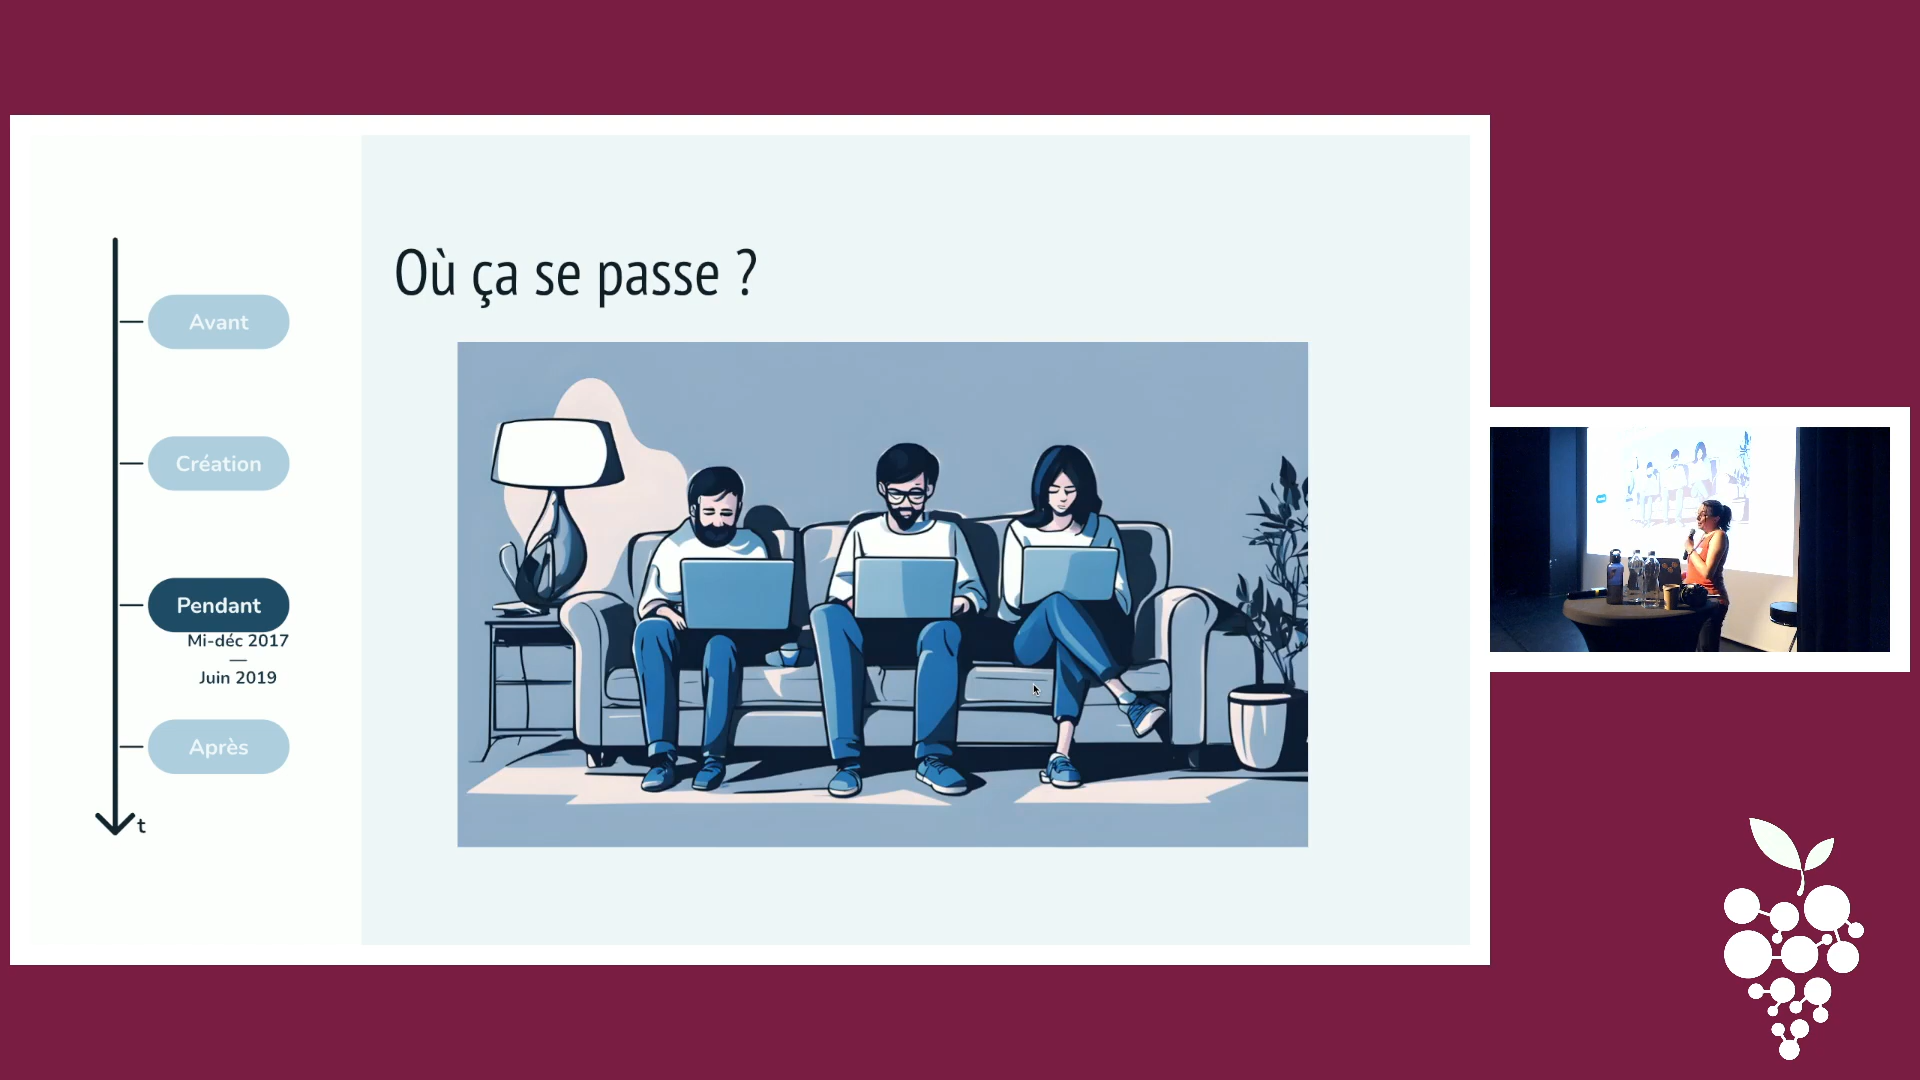 Où ça se passe ?
Avant
Création
Pendant
Mi-déc 2017
—
Juin 2019
Après
t